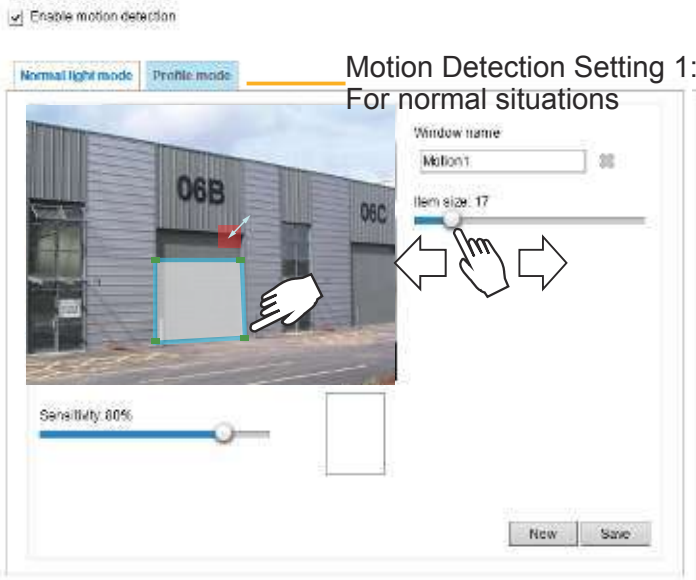 Enable motion detection
Normal light mode
Profile mode
Motion Detection Setting 1:
For normal situations
Window name
Motion1
Item size: 17
06B
06C
Sensitivity: 80%
New
Save